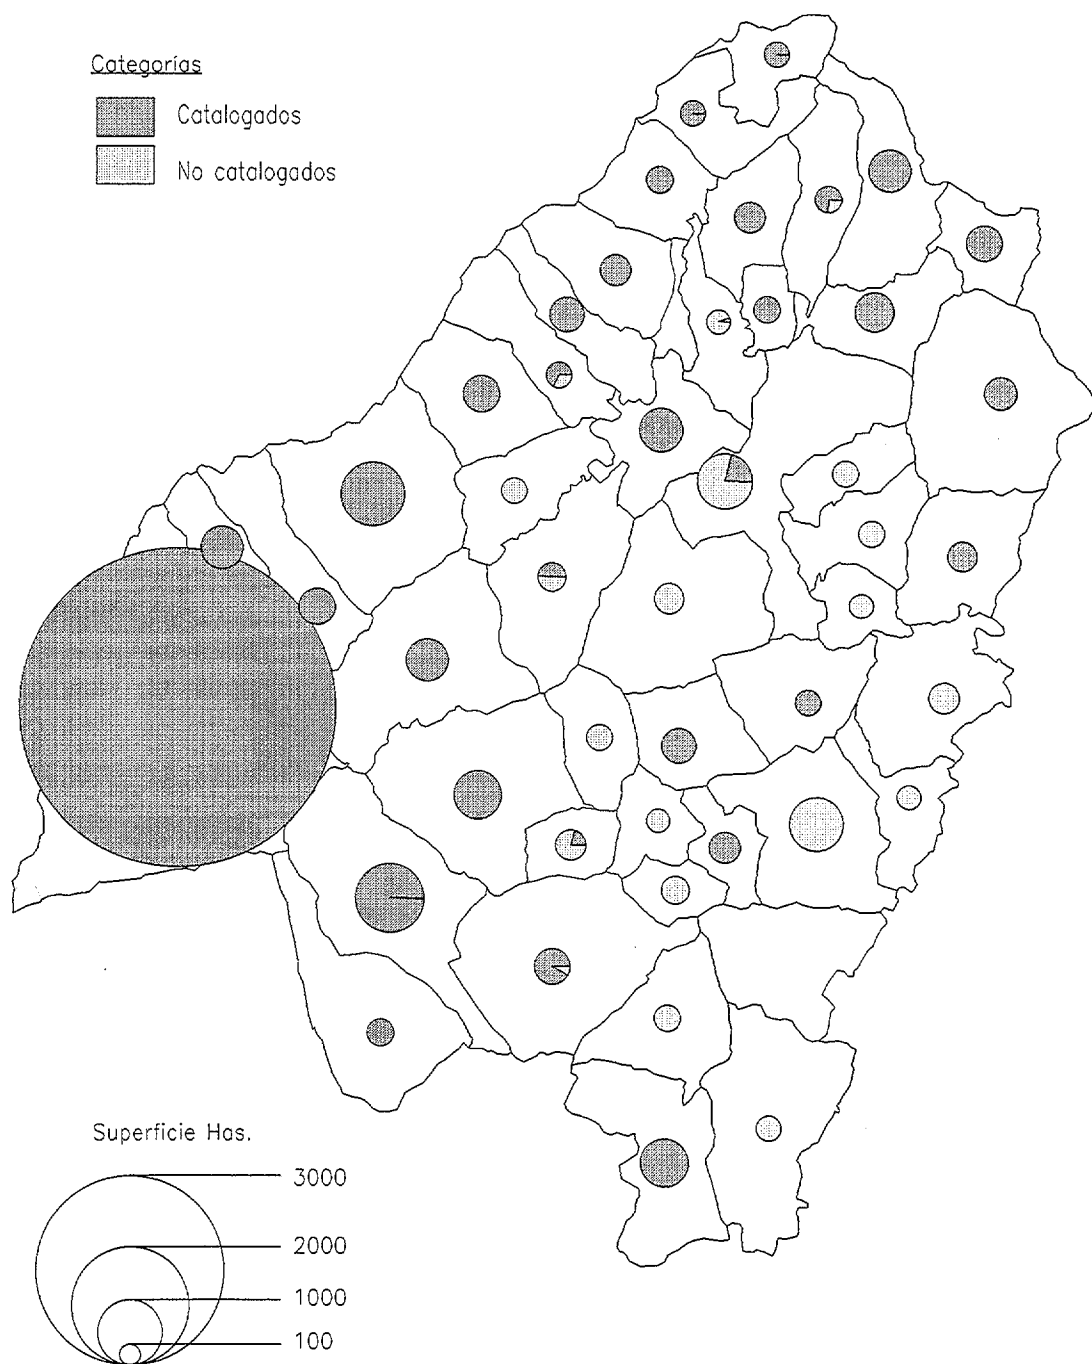 Categorías
Catalogados
No catalogados
Superficie Has.
3000
2000
1000
100